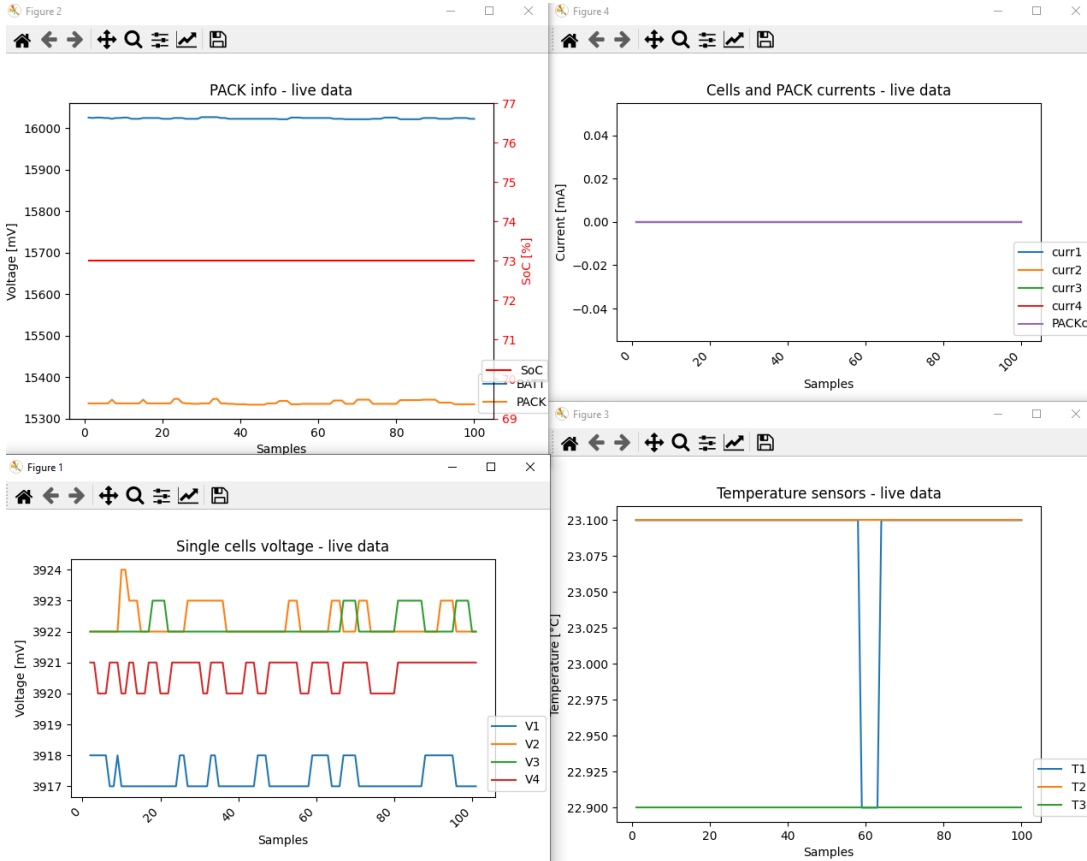 Figure 2
PACK info - live data
16000
15900
15800
15700
15600
15500
15400
15300
Voltage [mV]
77
76
75
74
73
72
71
70
69
SoC [%]
0 20 40 60 80 100
Samples
SoC
BATT
PACK
Figure 4
Cells and PACK currents - live data
0.04
0.02
0.00
−0.02
−0.04
Current [mA]
0 20 40 60 80 100
Samples
curr1
curr2
curr3
curr4
PACKc
Figure 1
Single cells voltage - live data
3924
3923
3922
3921
3920
3919
3918
3917
Voltage [mV]
0 20 40 60 80 100
Samples
V1
V2
V3
V4
Figure 3
Temperature sensors - live data
23.100
23.075
23.050
23.025
23.000
22.975
22.950
22.925
22.900
Temperature [°C]
0 20 40 60 80 100
Samples
T1
T2
T3